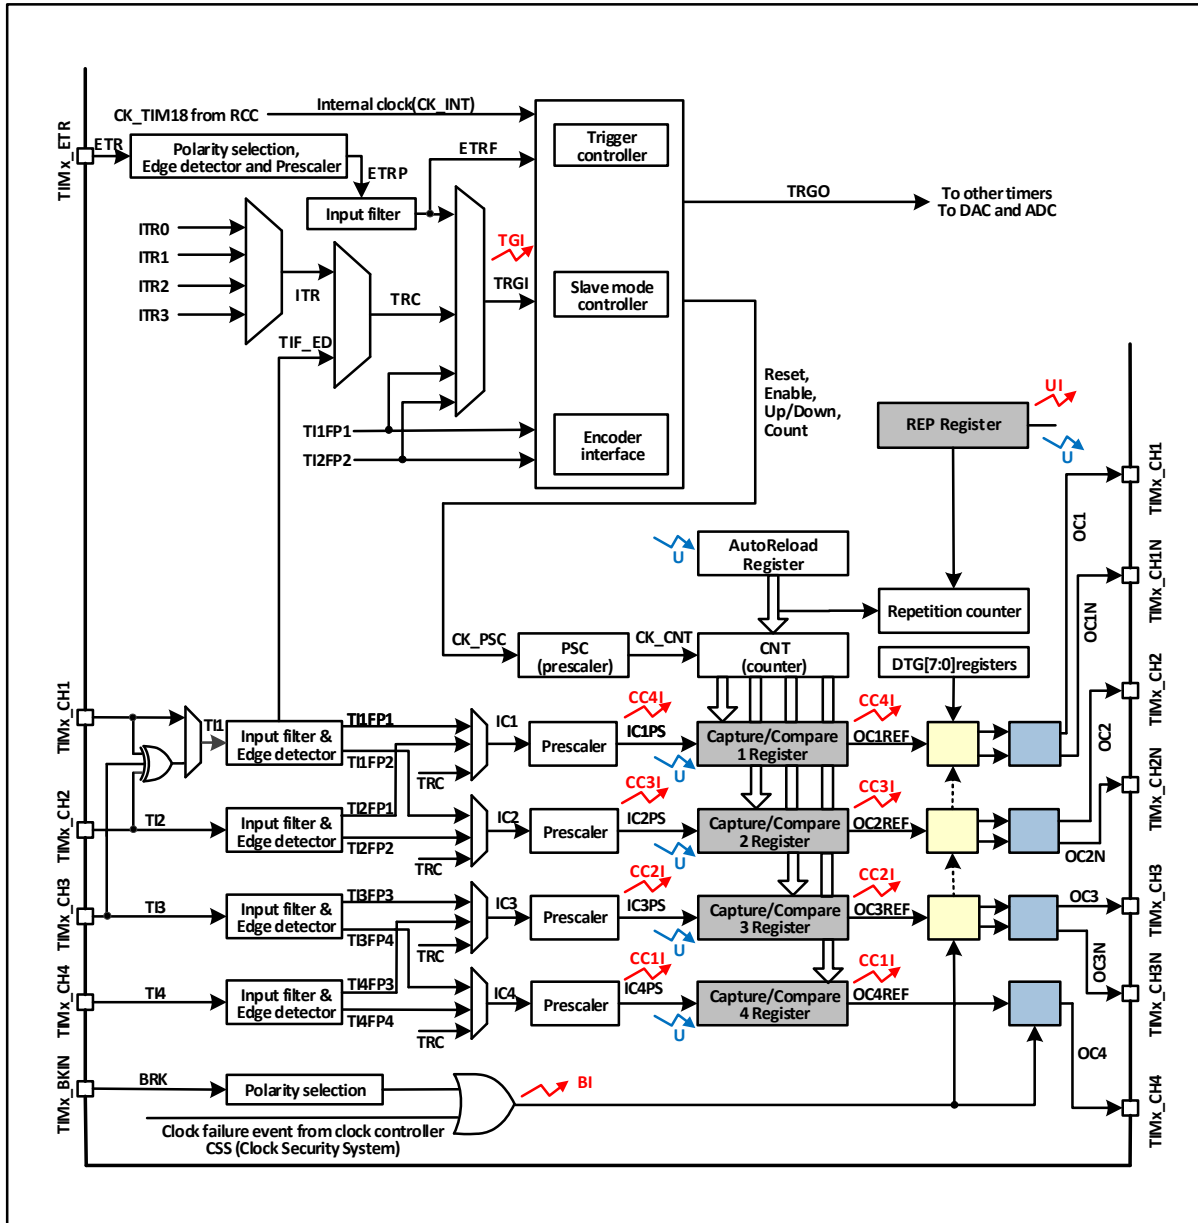 CK_TIM18 from RCC
Internal clock(CK_INT)
TIMx_ETR
ETR
Polarity selection,
Edge detector and Prescaler
ETRP
Input filter
ETRF
Trigger
controller
TRGO
To other timers
To DAC and ADC
ITR0
ITR1
ITR2
ITR3
ITR
TRC
TGI
TRGI
Slave mode
controller
TIF_ED
TI1FP1
TI2FP2
Encoder
interface
Reset,
Enable,
Up/Down,
Count
UI
REP Register
U
U
AutoReload
Register
Repetition counter
CK_PSC
PSC
(prescaler)
CK_CNT
CNT
(counter)
DTG[7:0]registers
TIMx_CH1
TI1
Input filter &
Edge detector
TI1FP1
TI1FP2
TRC
IC1
Prescaler
CC4I
IC1PS
U
Capture/Compare
1 Register
CC4I
OC1REF
OC1
TIMx_CH1
OC1N
TIMx_CH1N
TIMx_CH2
TI2
Input filter &
Edge detector
TI2FP1
TI2FP2
TRC
IC2
Prescaler
CC3I
IC2PS
U
Capture/Compare
2 Register
CC3I
OC2REF
OC2
TIMx_CH2
OC2N
TIMx_CH2N
TIMx_CH3
TI3
Input filter &
Edge detector
TI3FP3
TI3FP4
TRC
IC3
Prescaler
CC2I
IC3PS
U
Capture/Compare
3 Register
CC2I
OC3REF
OC3
TIMx_CH3
OC3N
TIMx_CH3N
TIMx_CH4
TI4
Input filter &
Edge detector
TI4FP3
TI4FP4
TRC
IC4
Prescaler
CC1I
IC4PS
U
Capture/Compare
4 Register
CC1I
OC4REF
OC4
TIMx_CH4
TIMx_BKIN
BRK
Polarity selection
BI
Clock failure event from clock controller
CSS (Clock Security System)